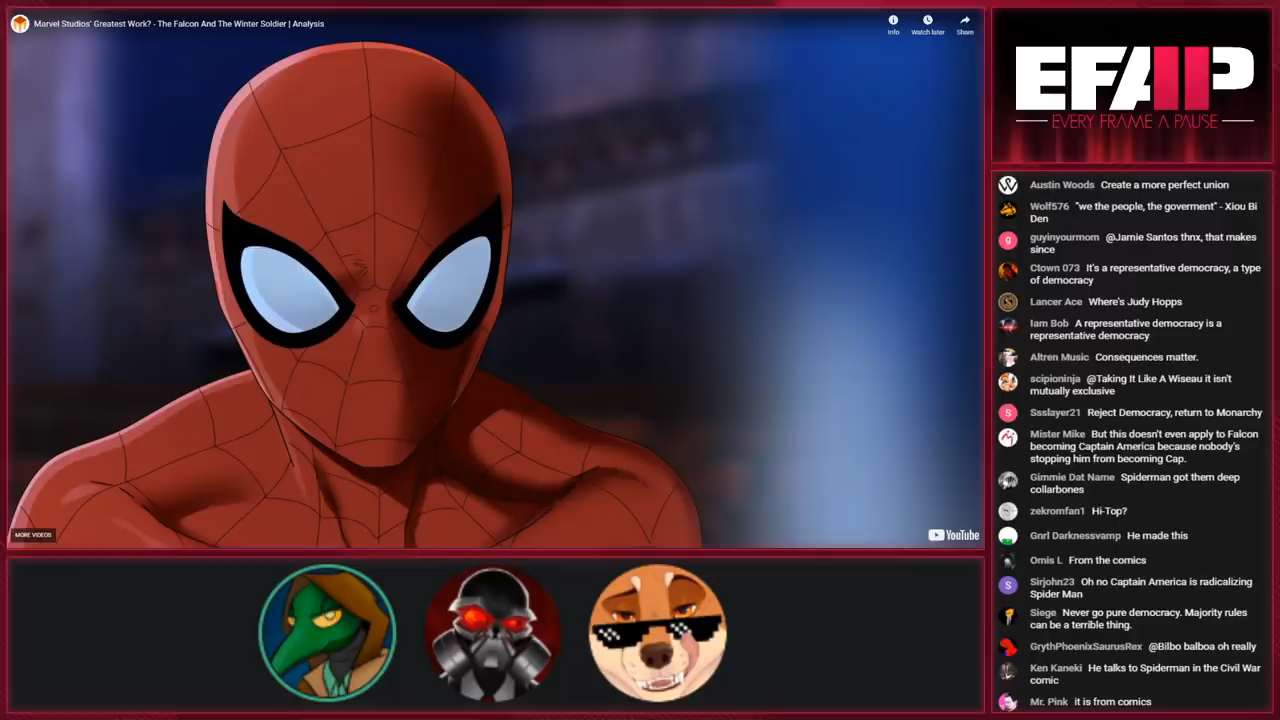 Marvel Studios' Greatest Work? - The Falcon And The Winter Soldier | Analysis
Info
Watch later
Share
MORE VIDEOS
YouTube
EFAP
EVERY FRAME A PAUSE
Austin Woods Create a more perfect union
Wolf576 "we the people, the goverment" - Xiou Bi
Den
guyinyourmom @Jamie Santos thnx, that makes
since
Ctown 073 It's a representative democracy, a type
of democracy
Lancer Ace Where's Judy Hopps
Iam Bob A representative democracy is a
representative democracy
Altren Music Consequences matter.
scipioninja @Taking It Like A Wiseau it isn't
mutually exclusive
Ssslayer21 Reject Democracy, return to Monarchy
Mister Mike But this doesn't even apply to Falcon
becoming Captain America because nobody's
stopping him from becoming Cap.
Gimmie Dat Name Spiderman got them deep
collarbones
zekromfan1 Hi-Top?
Gnrl Darknessvamp He made this
Omis L From the comics
Sirjohn23 Oh no Captain America is radicalizing
Spider Man
Siege Never go pure democracy. Majority rules
can be a terrible thing.
GrythPhoenixSaurusRex @Bilbo balboa oh really
Ken Kaneki He talks to Spiderman in the Civil War
comic
Mr. Pink it is from comics